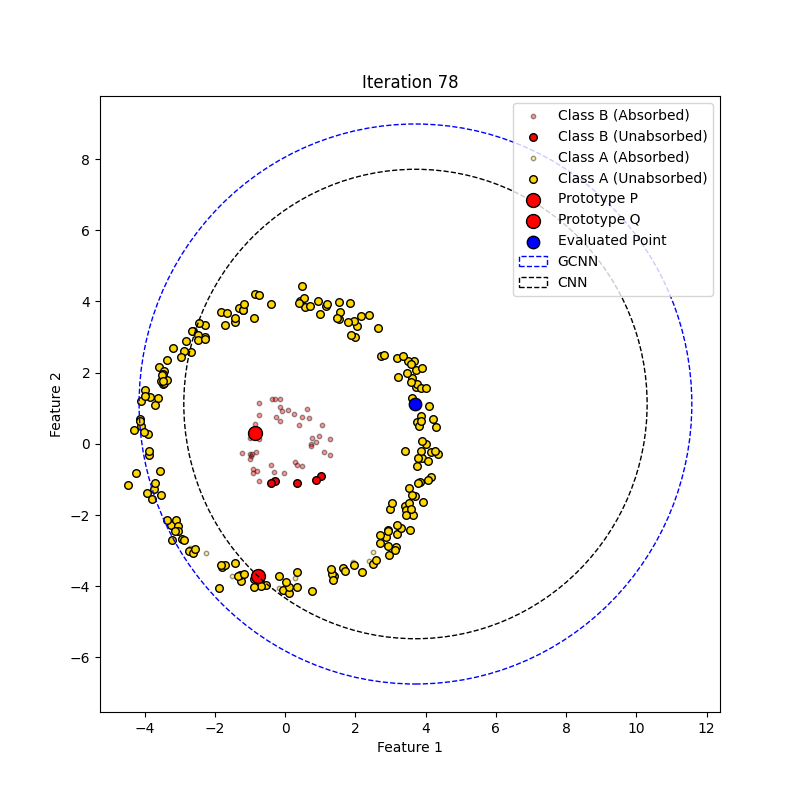 Iteration 78
Class B (Absorbed)
Class B (Unabsorbed)
Class A (Absorbed)
Class A (Unabsorbed)
Prototype P
Prototype Q
Evaluated Point
GCNN
CNN
8
6
4
2
0
−2
−4
−6
Feature 2
−4 −2 0 2 4 6 8 10 12
Feature 1